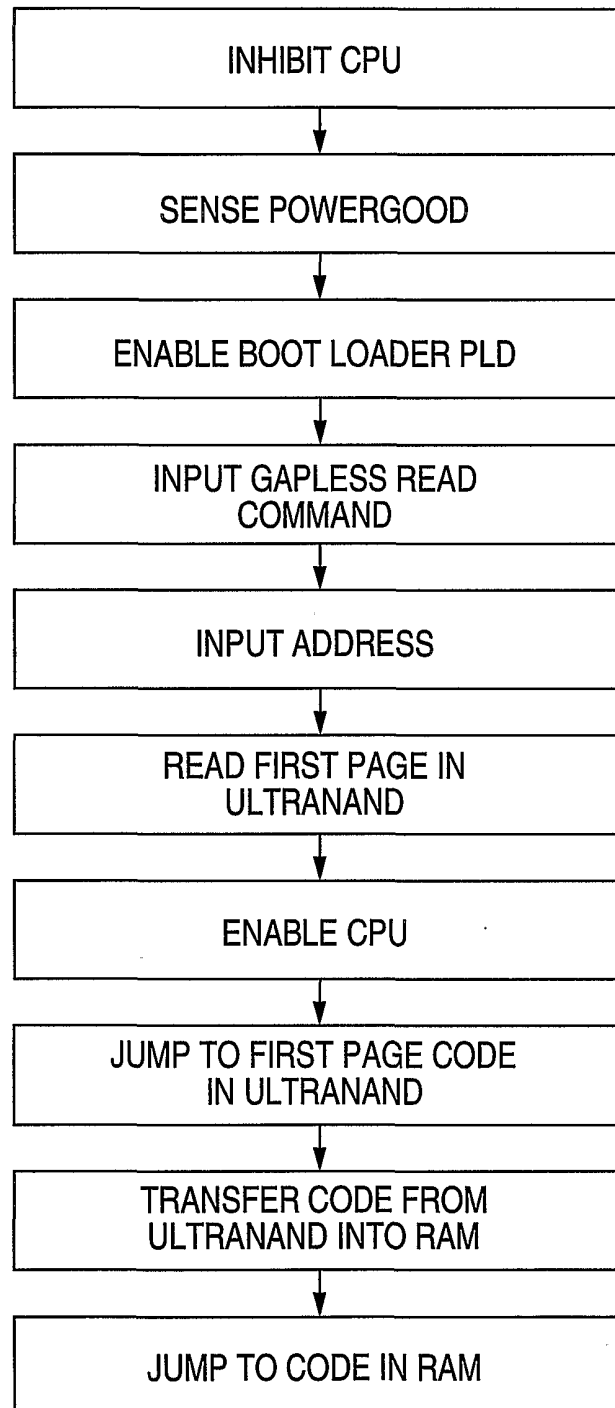 INHIBIT CPU
SENSE POWERGOOD
ENABLE BOOT LOADER PLD
INPUT GAPLESS READ
COMMAND
INPUT ADDRESS
READ FIRST PAGE IN
ULTRANAND
ENABLE CPU
JUMP TO FIRST PAGE CODE
IN ULTRANAND
TRANSFER CODE FROM
ULTRANAND INTO RAM
JUMP TO CODE IN RAM